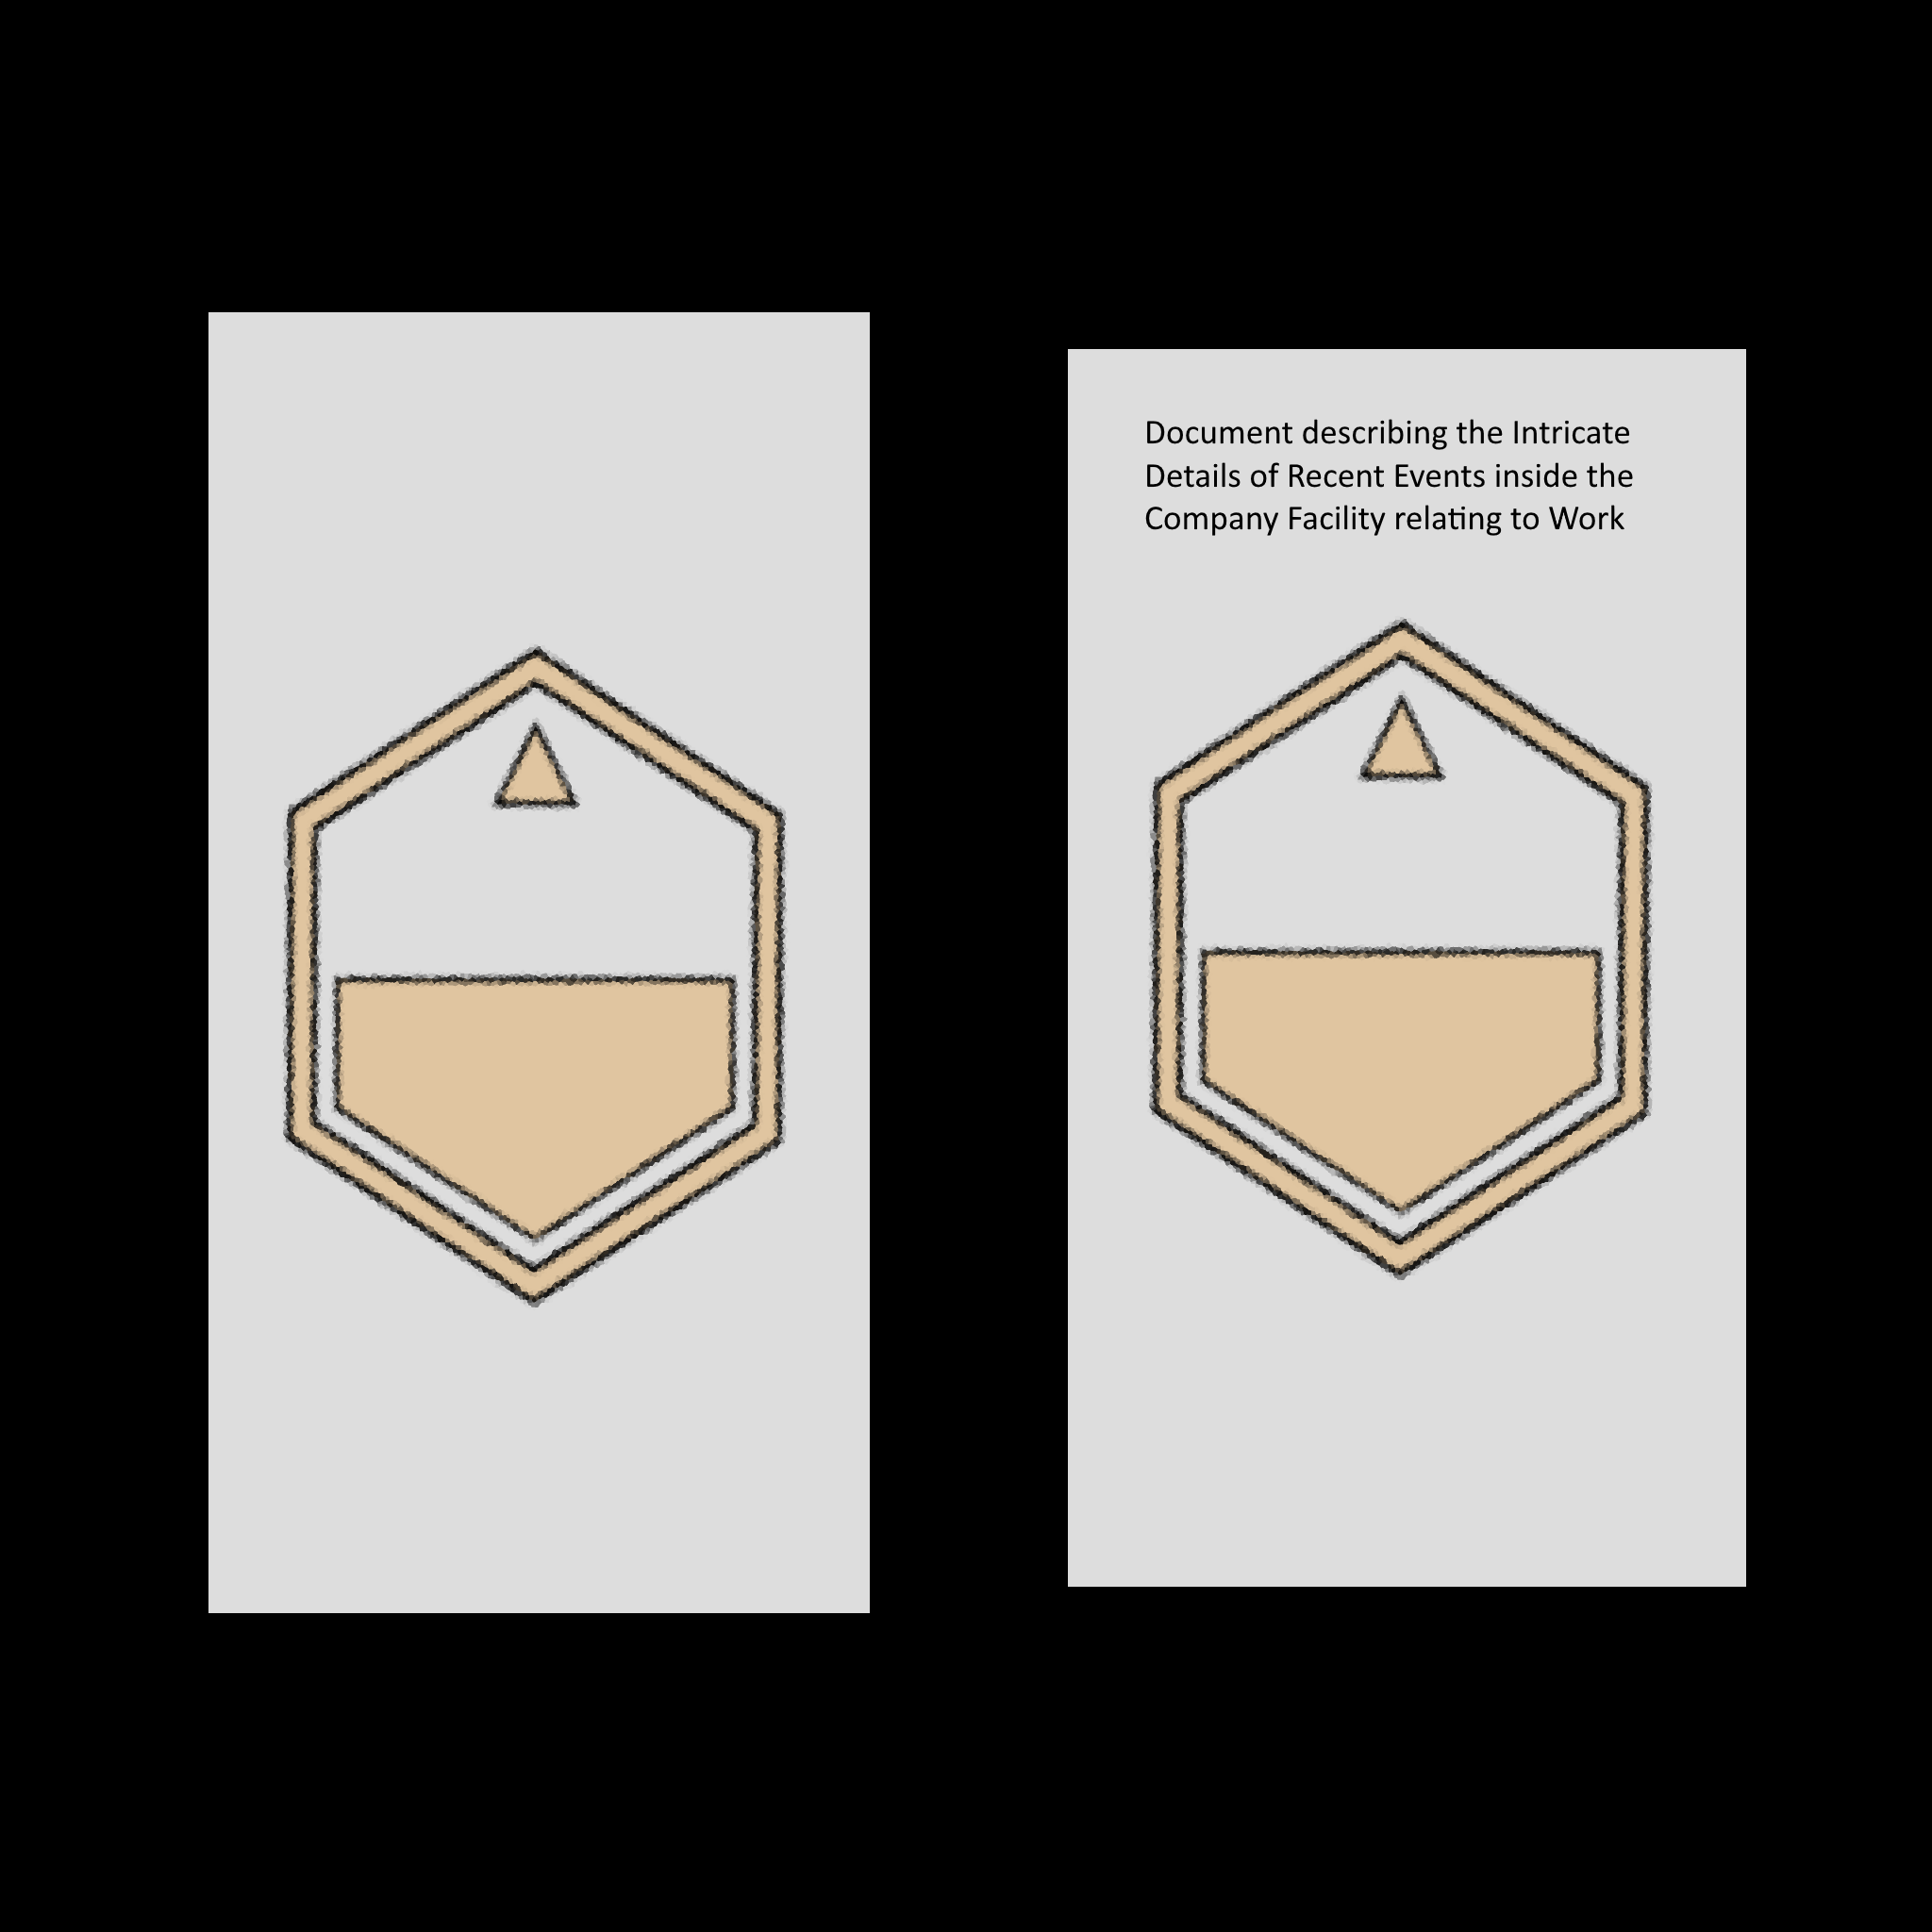 Document describing the Intricate
Details of Recent Events inside the
Company Facility relating to Work